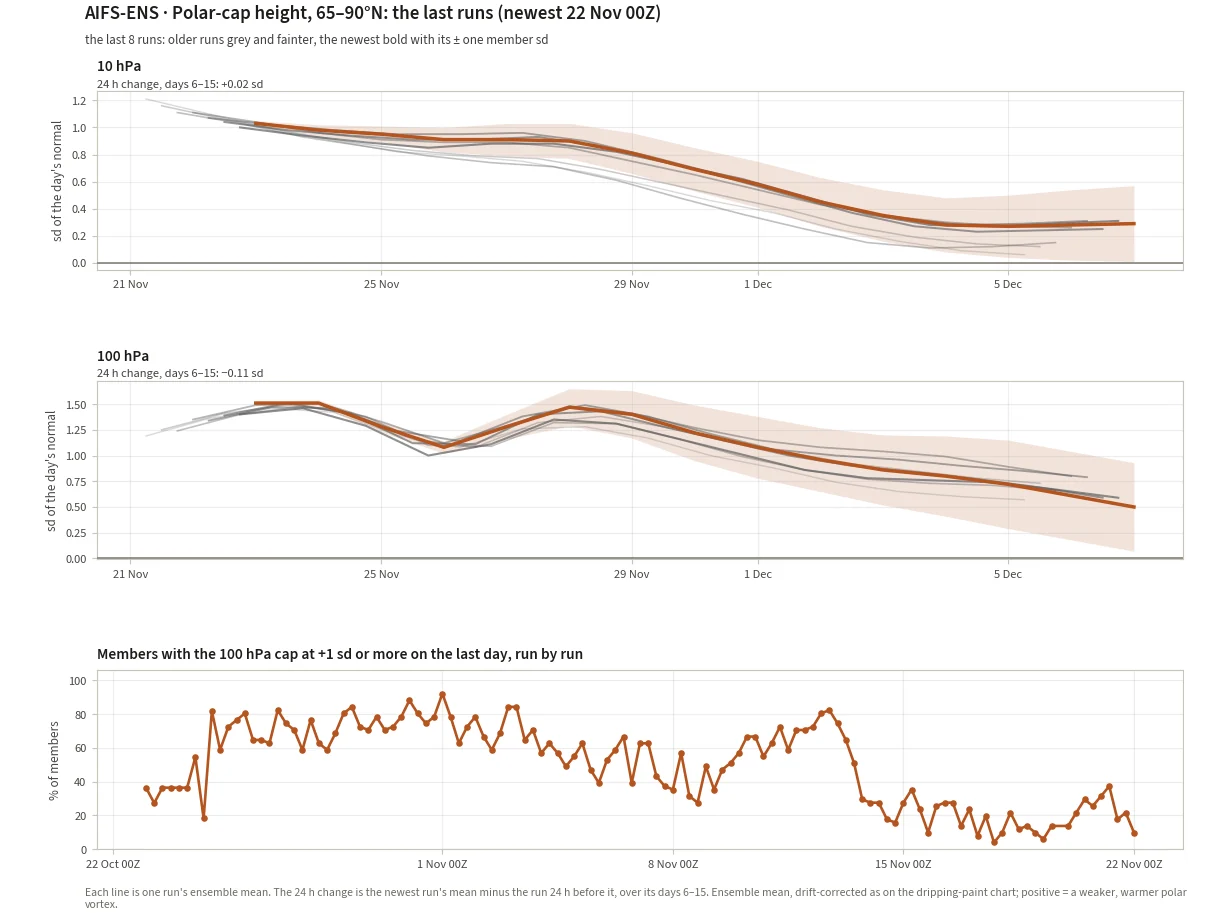 AIFS-ENS · Polar-cap height, 65–90°N: the last runs (newest 22 Nov 00Z)
the last 8 runs: older runs grey and fainter, the newest bold with its ± one member sd
10 hPa
24 h change, days 6–15: +0.02 sd
sd of the day's normal
1.2
1.0
0.8
0.6
0.4
0.2
0.0
21 Nov
25 Nov
29 Nov
1 Dec
5 Dec
100 hPa
24 h change, days 6–15: −0.11 sd
sd of the day's normal
1.50
1.25
1.00
0.75
0.50
0.25
0.00
21 Nov
25 Nov
29 Nov
1 Dec
5 Dec
Members with the 100 hPa cap at +1 sd or more on the last day, run by run
% of members
100
80
60
40
20
0
22 Oct 00Z
1 Nov 00Z
8 Nov 00Z
15 Nov 00Z
22 Nov 00Z
Each line is one run's ensemble mean. The 24 h change is the newest run's mean minus the run 24 h before it, over its days 6–15. Ensemble mean, drift-corrected as on the dripping-paint chart; positive = a weaker, warmer polar
vortex.